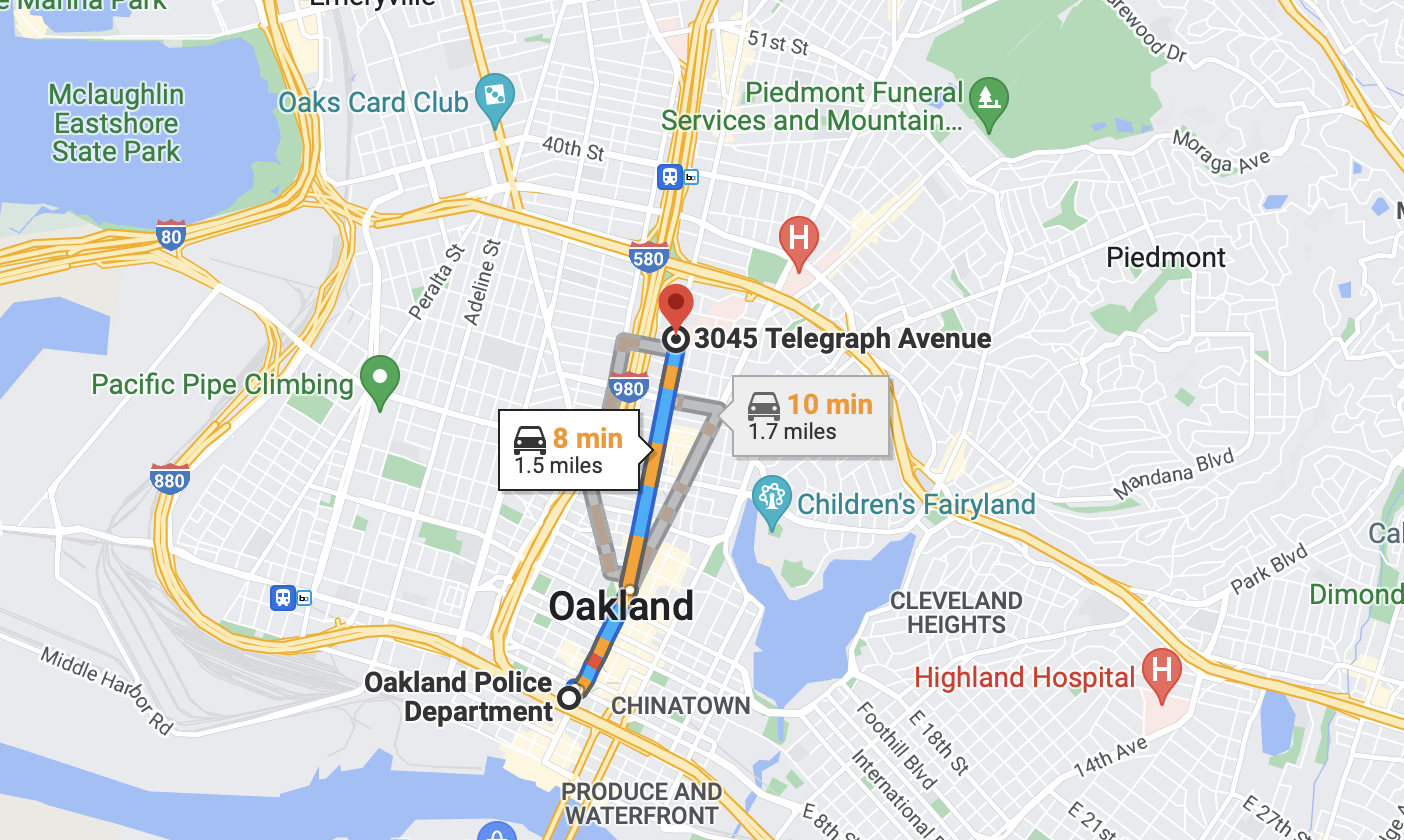 Emeryville
51st St
Mclaughlin
Eastshore
State Park
Oaks Card Club
Piedmont Funeral
Services and Mountain...
40th St
Moraga Ave
80
580
Peralta St
Adeline St
Piedmont
3045 Telegraph Avenue
Pacific Pipe Climbing
980
10 min
1.7 miles
8 min
1.5 miles
880
Mandana Blvd
Children's Fairyland
Park Blvd
Oakland
CLEVELAND
HEIGHTS
Dimond
Middle Harbor Rd
Oakland Police
Department
CHINATOWN
Highland Hospital
H
H
Foothill Blvd
E 18th St
14th Ave
International
PRODUCE AND
WATERFRONT
E 8th St
E 21st
E 27th St